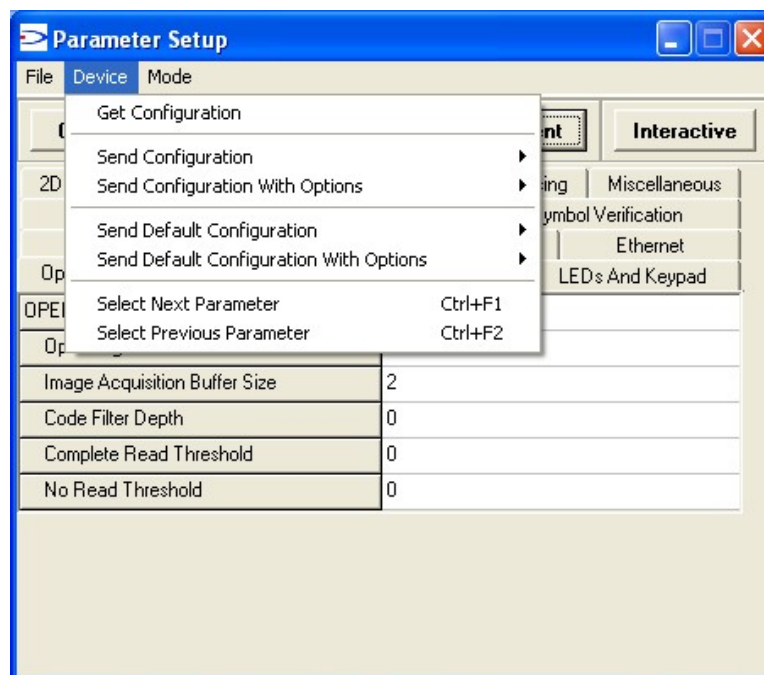 Parameter Setup
File Device Mode
Get Configuration
Interactive
Send Configuration
2D Miscellaneous
Send Configuration With Options
Verification
Send Default Configuration
Ethernet
Send Default Configuration With Options
LEDs And Keypad
Select Next Parameter Ctrl+F1
Select Previous Parameter Ctrl+F2
Image Acquisition Buffer Size 2
Code Filter Depth 0
Complete Read Threshold 0
No Read Threshold 0